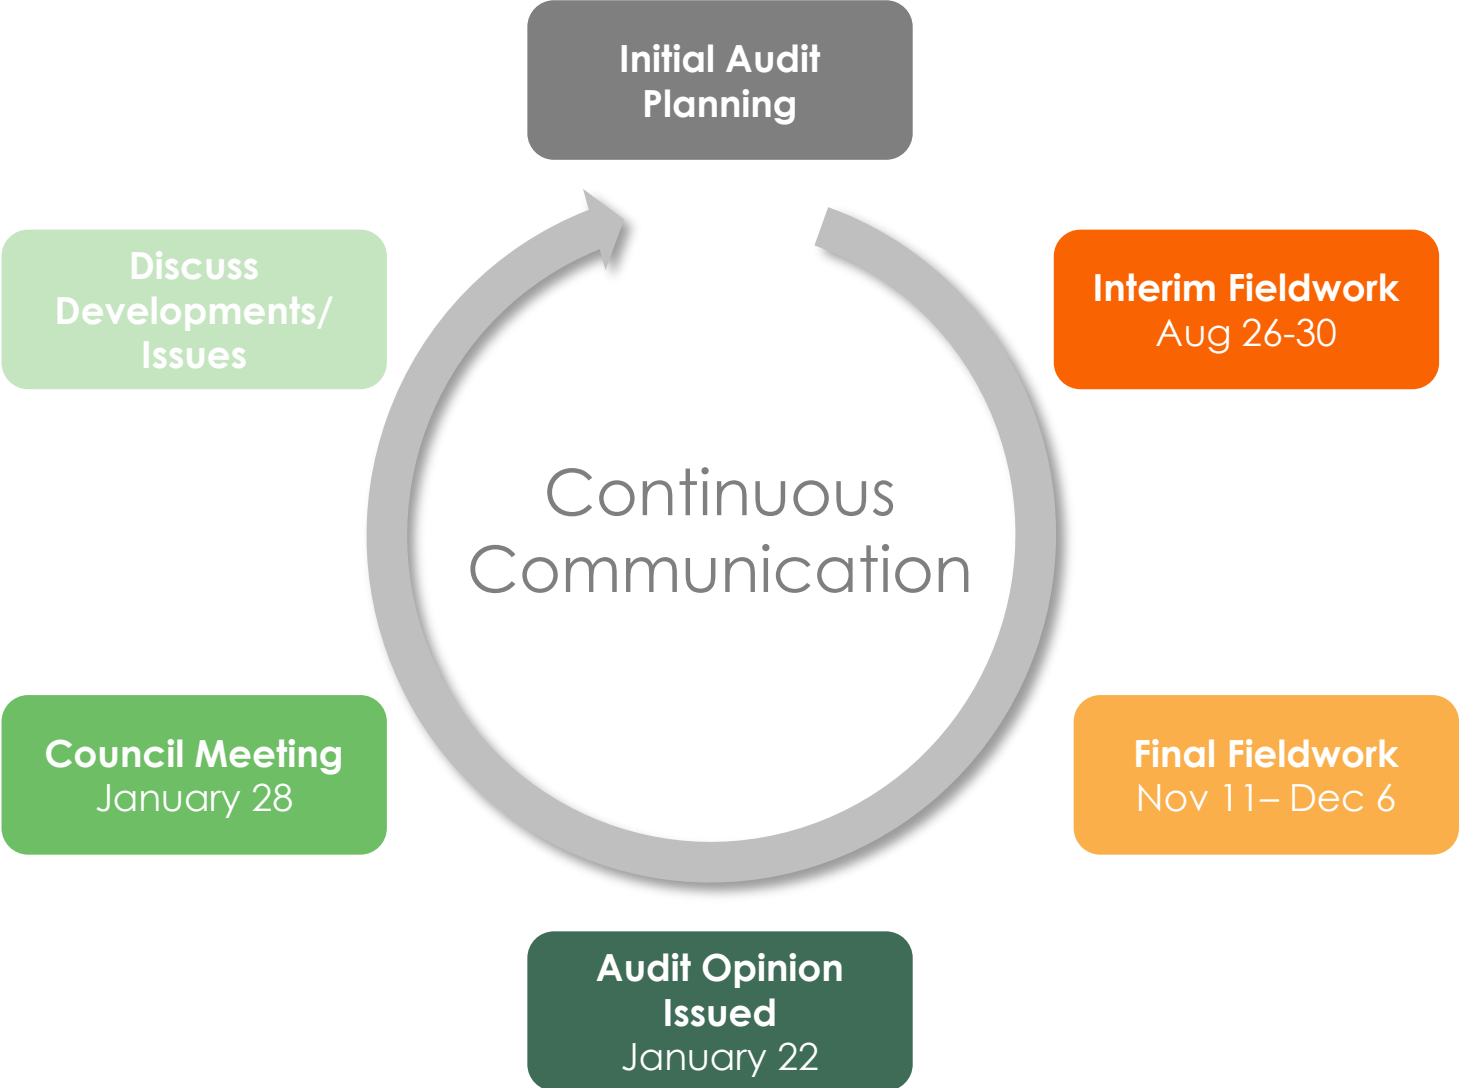 Initial Audit
Planning
Interim Fieldwork
Aug 26-30
Final Fieldwork
Nov 11– Dec 6
Audit Opinion
Issued
January 22
Council Meeting
January 28
Discuss
Developments/
Issues
Continuous
Communication